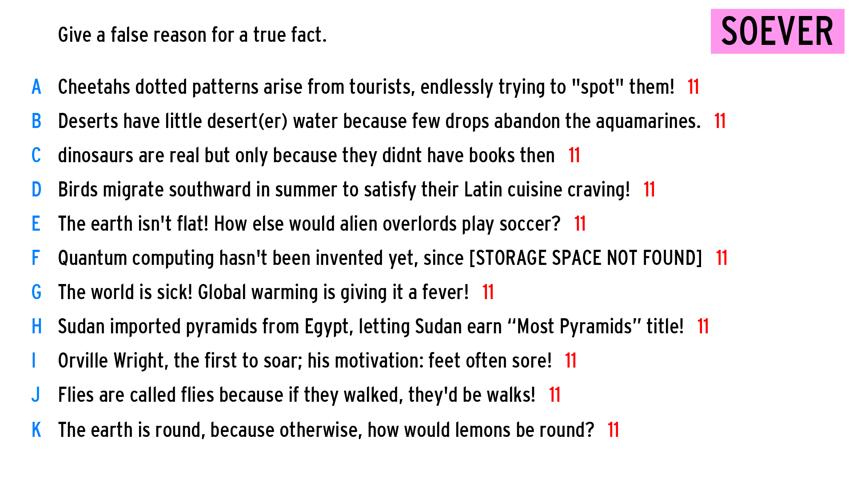 Give a false reason for a true fact.
SOEVER
A Cheetahs dotted patterns arise from tourists, endlessly trying to "spot" them! 11
B Deserts have little desert(er) water because few drops abandon the aquamarines. 11
C dinosaurs are real but only because they didnt have books then 11
D Birds migrate southward in summer to satisfy their Latin cuisine craving! 11
E The earth isn't flat! How else would alien overlords play soccer? 11
F Quantum computing hasn't been invented yet, since [STORAGE SPACE NOT FOUND] 11
G The world is sick! Global warming is giving it a fever! 11
H Sudan imported pyramids from Egypt, letting Sudan earn “Most Pyramids” title! 11
I Orville Wright, the first to soar; his motivation: feet often sore! 11
J Flies are called flies because if they walked, they'd be walks! 11
K The earth is round, because otherwise, how would lemons be round? 11